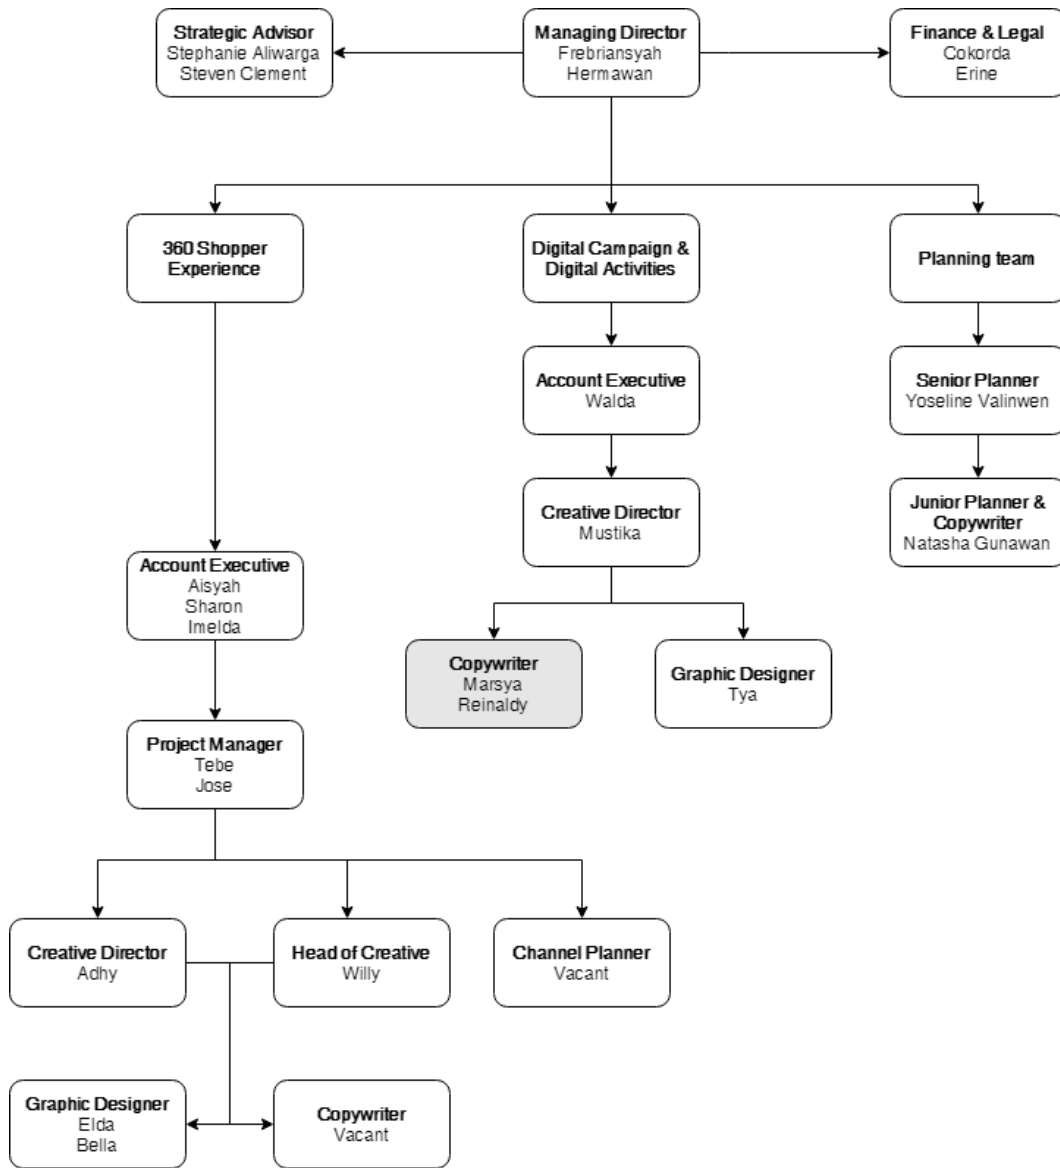 Strategic Advisor
Stephanie Aliwarga
Steven Clement
Managing Director
Frebriansyah
Hermawan
Finance & Legal
Cokorda
Erine
360 Shopper
Experience
Digital Campaign &
Digital Activities
Planning team
Account Executive
Walda
Senior Planner
Yoseline Valinwen
Creative Director
Mustika
Junior Planner &
Copywriter
Natasha Gunawan
Account Executive
Aisyah
Sharon
Imelda
Copywriter
Marsya
Reinaldy
Graphic Designer
Tya
Project Manager
Tebe
Jose
Creative Director
Adhy
Head of Creative
Willy
Channel Planner
Vacant
Graphic Designer
Elda
Bella
Copywriter
Vacant